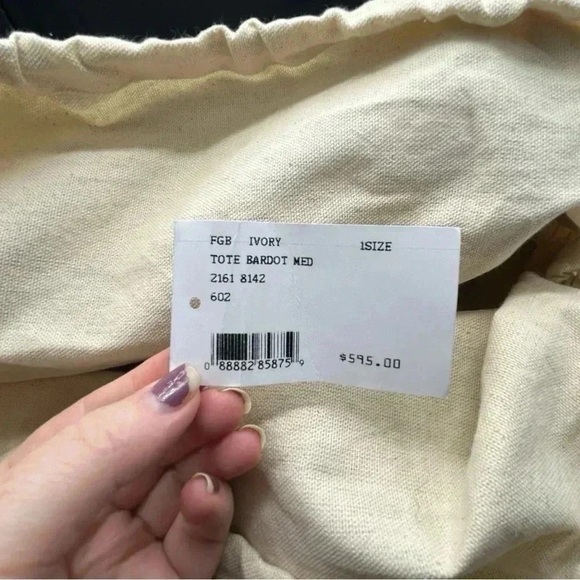 FGB IVORY 1SIZE
TOTE BARDOT MED
2161 8142
602
0 88882 85875 9 $595.00